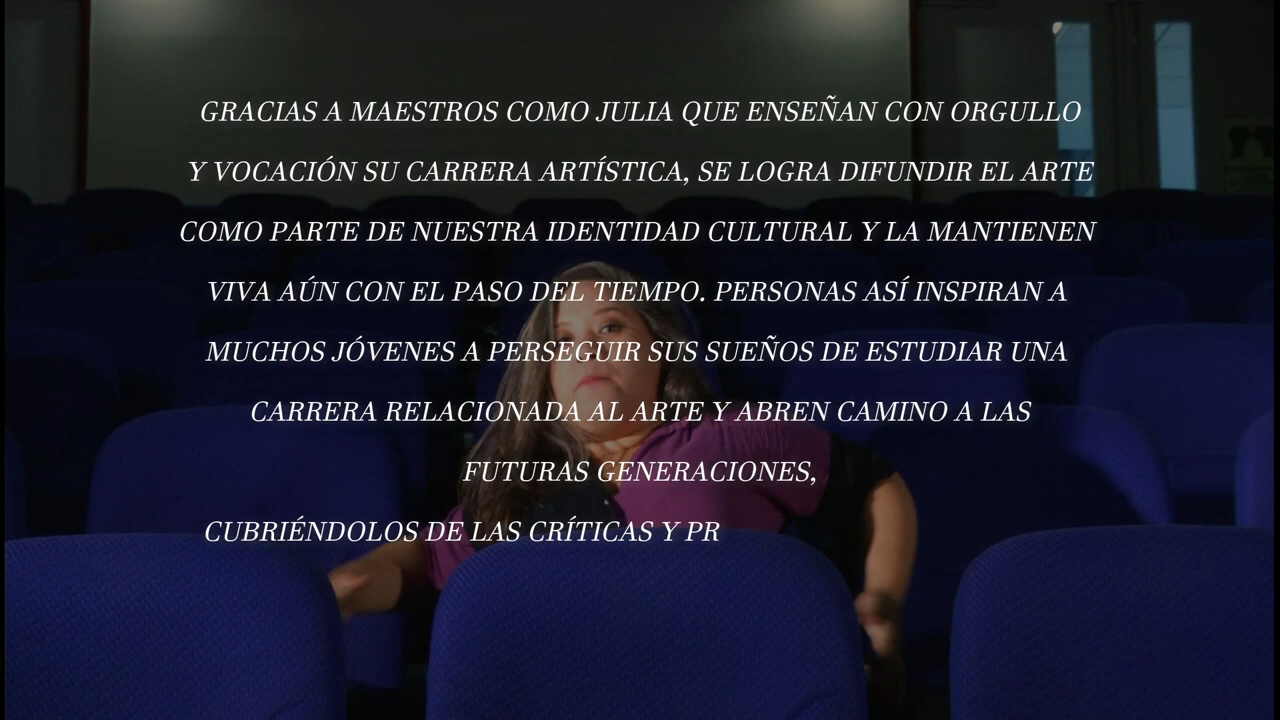 GRACIAS A MAESTROS COMO JULIA QUE ENSEÑAN CON ORGULLO
Y VOCACIÓN SU CARRERA ARTÍSTICA, SE LOGRA DIFUNDIR EL ARTE
COMO PARTE DE NUESTRA IDENTIDAD CULTURAL Y LA MANTIENEN
VIVA AÚN CON EL PASO DEL TIEMPO. PERSONAS ASÍ INSPIRAN A
MUCHOS JÓVENES A PERSEGUIR SUS SUEÑOS DE ESTUDIAR UNA
CARRERA RELACIONADA AL ARTE Y ABREN CAMINO A LAS
FUTURAS GENERACIONES,
CUBRIÉNDOLOS DE LAS CRÍTICAS Y PR